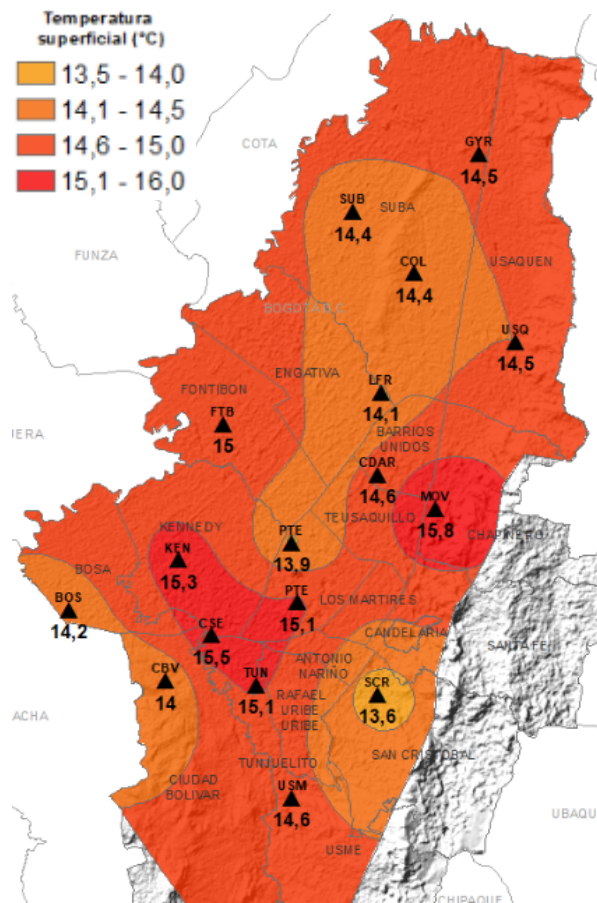 Temperatura
superficial (°C)
13,5 - 14,0
14,1 - 14,5
14,6 - 15,0
15,1 - 16,0
COTA
GYR
14,5
SUB
SUBA
14,4
FUNZA
COL
USAQUEN
14,4
USQ
14,5
ENGATIVA
LFR
14,1
FONTIBON
FTB
15
UERA
BARRIOS
UNIDOS
CDAR
14,6
MOV
15,8
TEUSAQUILLO
CHAPINERO
KENNEDY
PTE
13,9
KEN
15,3
BOSA
BOS
14,2
PTE
LOS MARTIRES
15,1
CSE
15,5
CANDELARIA
SANTA FE
CBV
14
ANTONIO
NARIÑO
TUN
15,1
RAFAEL
URIBE
URIBE
SCR
13,6
ACHA
SAN CRISTOBAL
TUNJUELITO
CIUDAD
BOLIVAR
USM
14,6
UBAQU
USME
CHIPAQUE